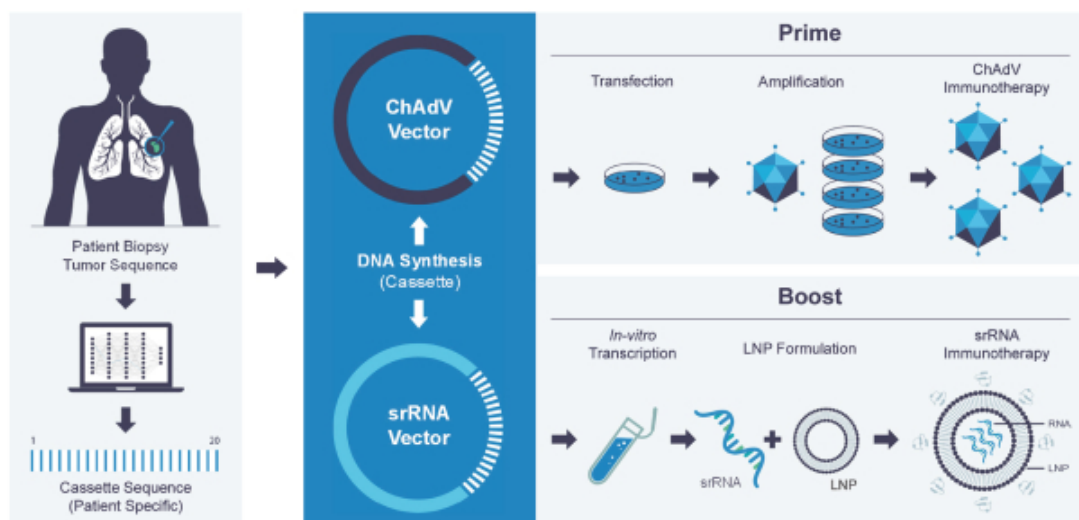 Patient Biopsy
Tumor Sequence
1 20
Cassette Sequence
(Patient Specific)
ChAdV
Vector
DNA Synthesis
(Cassette)
srRNA
Vector
Prime
Transfection
Amplification
ChAdV
Immunotherapy
Boost
In-vitro
Transcription
LNP Formulation
srRNA
Immunotherapy
srRNA
LNP
RNA
LNP